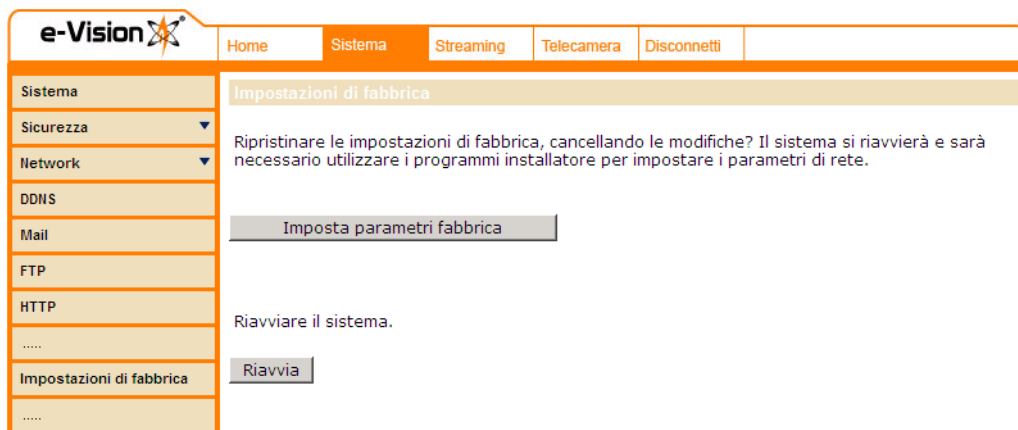 e-Vision
Home Sistema Streaming Telecamera Disconnetti
Sistema
Sicurezza
Network
DDNS
Mail
FTP
HTTP
.....
Impostazioni di fabbrica
.....
Impostazioni di fabbrica
Ripristinare le impostazioni di fabbrica, cancellando le modifiche? Il sistema si riavvierà e sarà
necessario utilizzare i programmi installatore per impostare i parametri di rete.
Imposta parametri fabbrica
Riavviare il sistema.
Riavvia